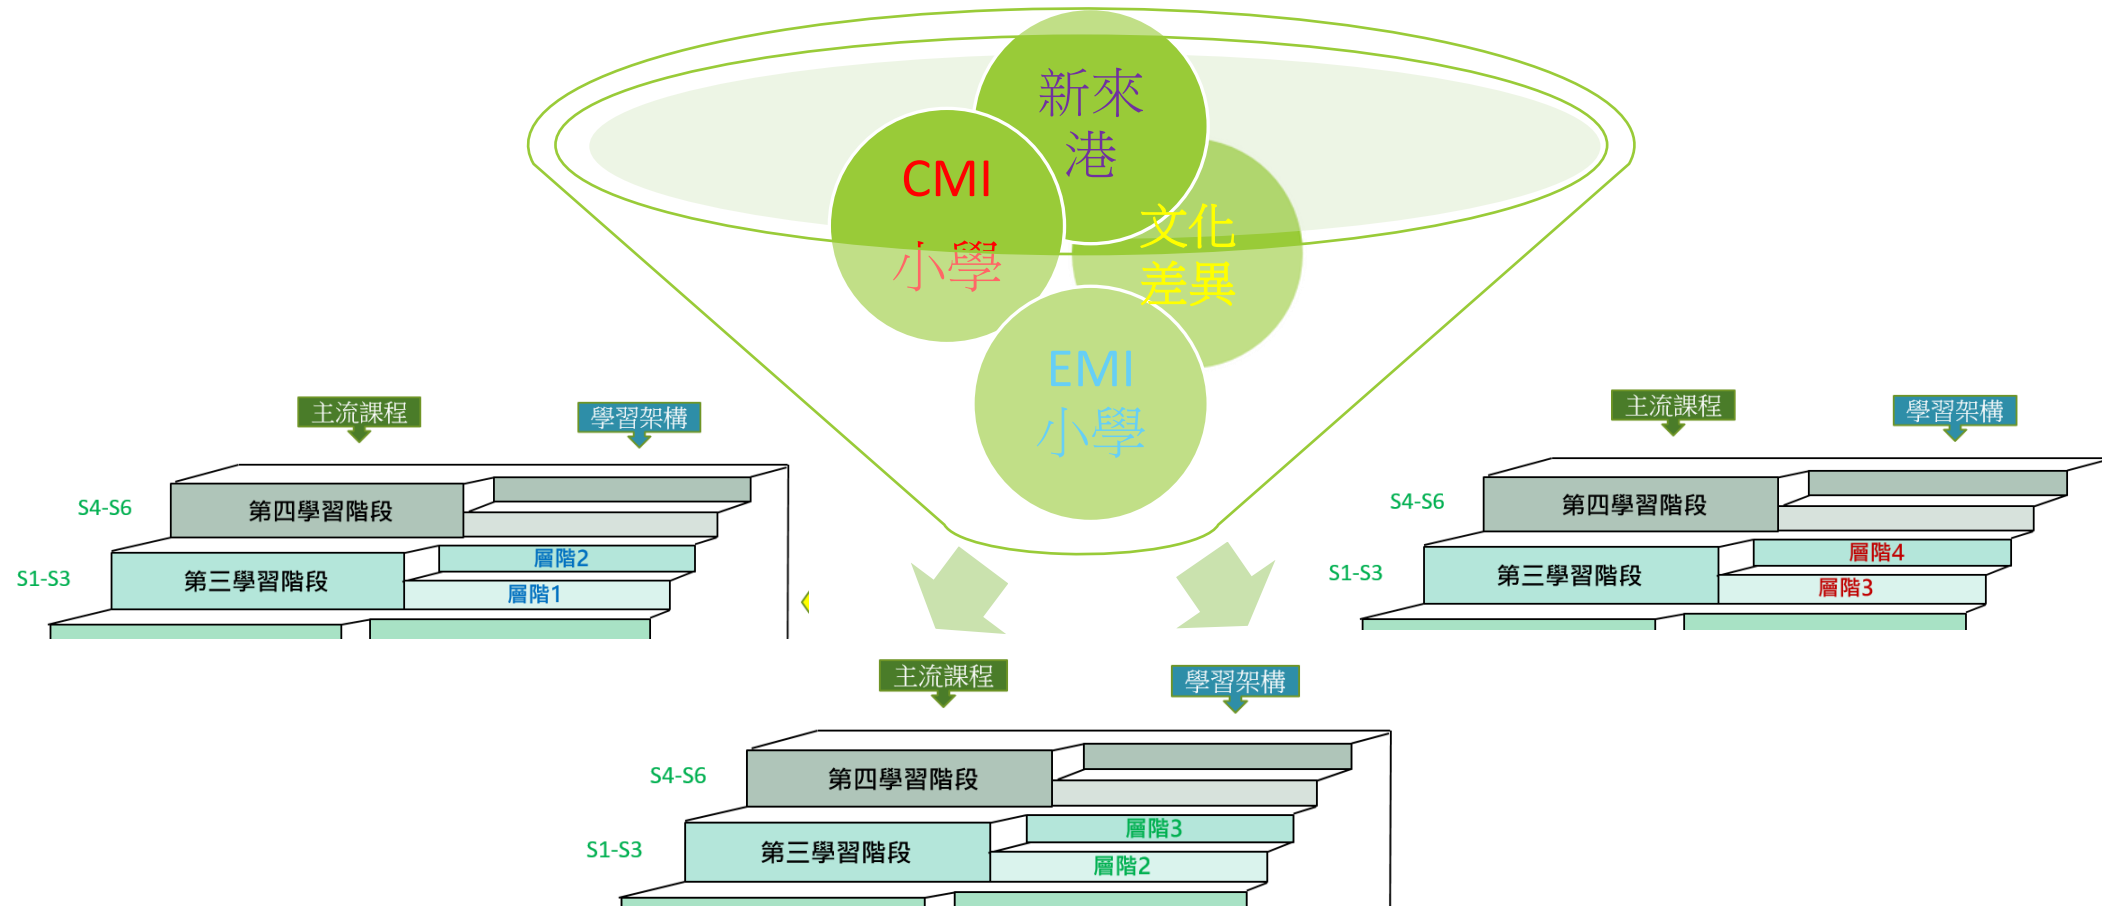 新來
港
CMI
小學
文化
差異
EMI
小學
主流課程
學習架構
S4-S6
第四學習階段
層階2
S1-S3
第三學習階段
層階1
主流課程
學習架構
S4-S6
第四學習階段
層階4
S1-S3
第三學習階段
層階3
主流課程
學習架構
S4-S6
第四學習階段
層階3
S1-S3
第三學習階段
層階2